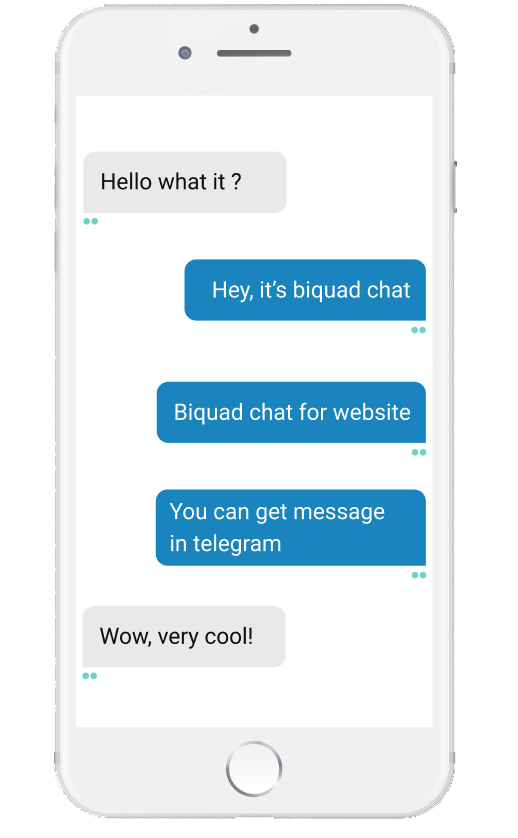 Hello what it ?
Hey, it’s biquad chat
Biquad chat for website
You can get message
in telegram
Wow, very cool!